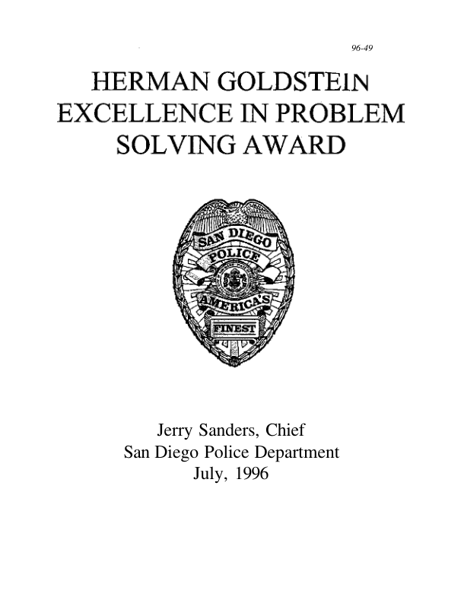 96-49
HERMAN GOLDSTEIN
EXCELLENCE IN PROBLEM
SOLVING AWARD
SAN DIEGO
POLICE
AMERICA'S
FINEST
Jerry Sanders, Chief
San Diego Police Department
July, 1996